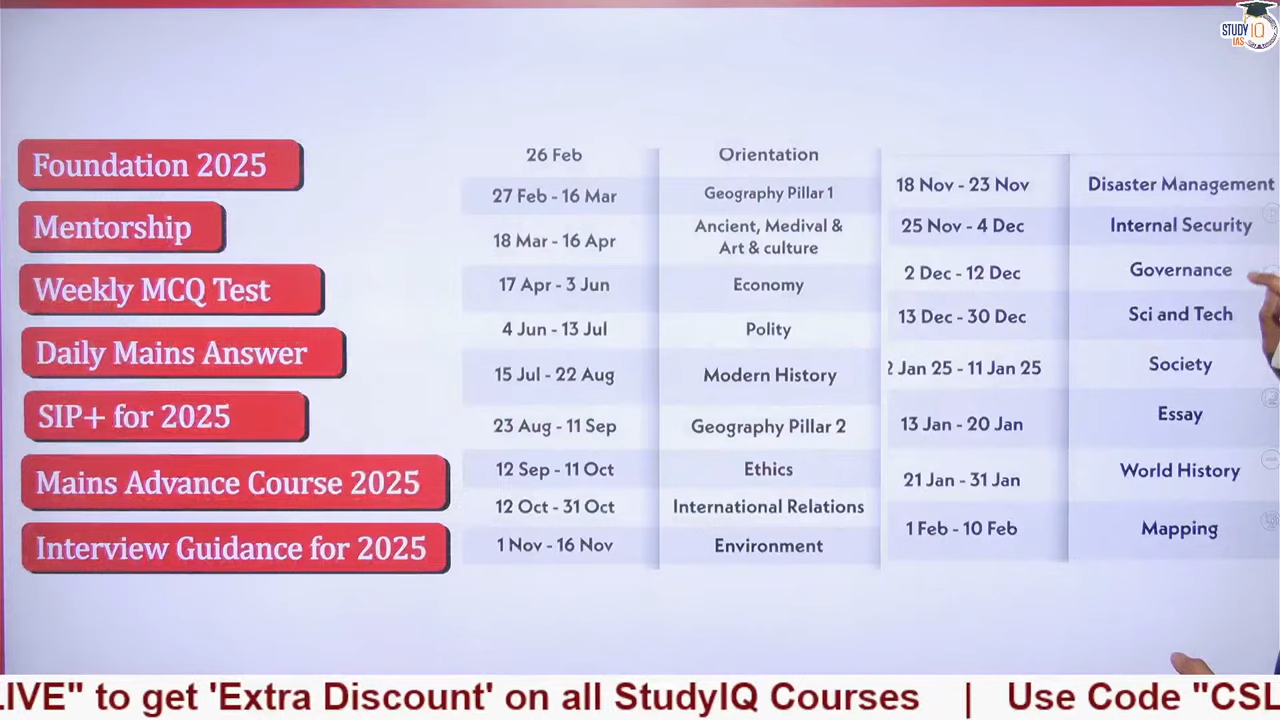 STUDY IQ
IAS
Foundation 2025
Mentorship
Weekly MCQ Test
Daily Mains Answer
SIP+ for 2025
Mains Advance Course 2025
Interview Guidance for 2025
26 Feb Orientation
27 Feb - 16 Mar Geography Pillar 1
18 Mar - 16 Apr Ancient, Medival &
Art & culture
17 Apr - 3 Jun Economy
4 Jun - 13 Jul Polity
15 Jul - 22 Aug Modern History
23 Aug - 11 Sep Geography Pillar 2
12 Sep - 11 Oct Ethics
12 Oct - 31 Oct International Relations
1 Nov - 16 Nov Environment
18 Nov - 23 Nov Disaster Management
25 Nov - 4 Dec Internal Security
2 Dec - 12 Dec Governance
13 Dec - 30 Dec Sci and Tech
2 Jan 25 - 11 Jan 25 Society
13 Jan - 20 Jan Essay
21 Jan - 31 Jan World History
1 Feb - 10 Feb Mapping
LIVE" to get 'Extra Discount' on all StudyIQ Courses | Use Code "CSL